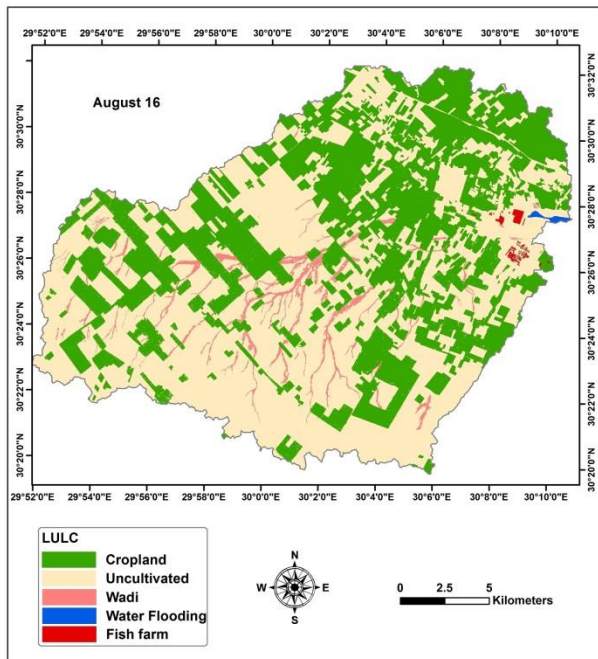 29°52'0"E 29°54'0"E 29°56'0"E 29°58'0"E 30°0'0"E 30°2'0"E 30°4'0"E 30°6'0"E 30°8'0"E 30°10'0"E
August 16
30°32'0"N
30°30'0"N 30°30'0"N
30°28'0"N 30°28'0"N
30°26'0"N 30°26'0"N
30°24'0"N 30°24'0"N
30°22'0"N 30°22'0"N
30°20'0"N 30°20'0"N
29°52'0"E 29°54'0"E 29°56'0"E 29°58'0"E 30°0'0"E 30°2'0"E 30°4'0"E 30°6'0"E 30°8'0"E 30°10'0"E
LULC
Cropland
Uncultivated
Wadi
Water Flooding
Fish farm
N
W E
S
0 2.5 5
Kilometers